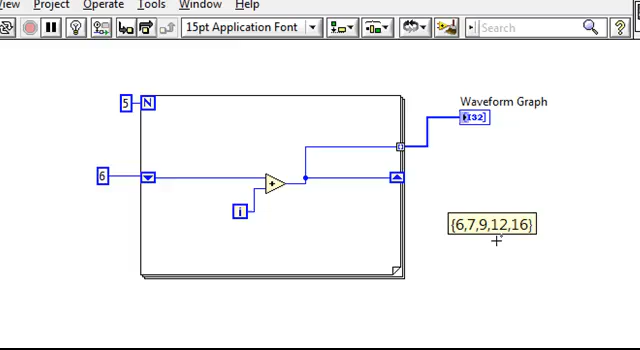 View Project Operate Tools Window Help
15pt Application Font
Search
?
5 N
Waveform Graph
[I32]
6
+
i
{6,7,9,12,16}